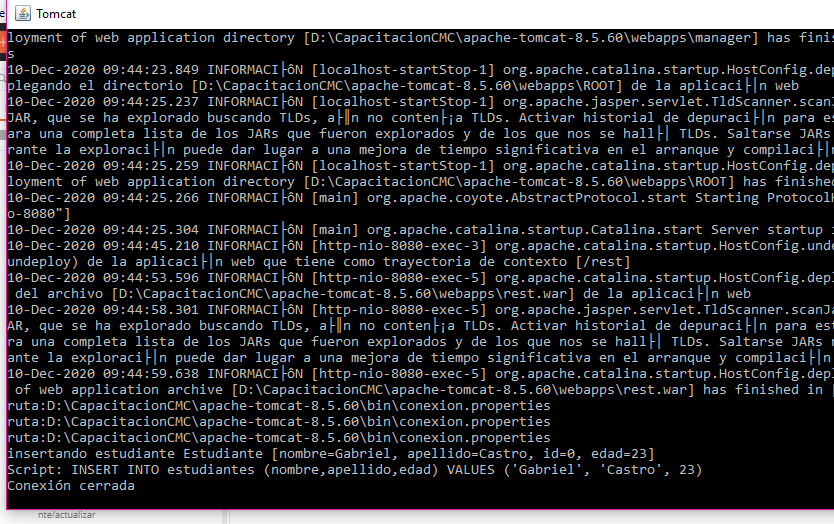 Tomcat
loyment of web application directory [D:\CapacitacionCMC\apache-tomcat-8.5.60\webapps\manager] has finis
s
10-Dec-2020 09:44:23.849 INFORMACI├ôN [localhost-startStop-1] org.apache.catalina.startup.HostConfig.dep
plegando el directorio [D:\CapacitacionCMC\apache-tomcat-8.5.60\webapps\ROOT] de la aplicaci├│n web
10-Dec-2020 09:44:25.237 INFORMACI├ôN [localhost-startStop-1] org.apache.jasper.servlet.TldScanner.scanJ
JAR, que se ha explorado buscando TLDs, a├║n no conten├¡a TLDs. Activar historial de depuraci├│n para es
ara una completa lista de los JARs que fueron explorados y de los que nos se hall├│ TLDs. Saltarse JARs
rante la exploraci├│n puede dar lugar a una mejora de tiempo significativa en el arranque y compilaci├│n
10-Dec-2020 09:44:25.259 INFORMACI├ôN [localhost-startStop-1] org.apache.catalina.startup.HostConfig.dep
loyment of web application directory [D:\CapacitacionCMC\apache-tomcat-8.5.60\webapps\ROOT] has finished
10-Dec-2020 09:44:25.266 INFORMACI├ôN [main] org.apache.coyote.AbstractProtocol.start Starting ProtocolH
o-8080"]
10-Dec-2020 09:44:25.304 INFORMACI├ôN [main] org.apache.catalina.startup.Catalina.start Server startup i
10-Dec-2020 09:44:45.210 INFORMACI├ôN [http-nio-8080-exec-3] org.apache.catalina.startup.HostConfig.unde
undeploy) de la aplicaci├│n web que tiene como trayectoria de contexto [/rest]
10-Dec-2020 09:44:53.596 INFORMACI├ôN [http-nio-8080-exec-5] org.apache.catalina.startup.HostConfig.depl
del archivo [D:\CapacitacionCMC\apache-tomcat-8.5.60\webapps\rest.war] de la aplicaci├│n web
10-Dec-2020 09:44:58.301 INFORMACI├ôN [http-nio-8080-exec-5] org.apache.jasper.servlet.TldScanner.scanJa
AR, que se ha explorado buscando TLDs, a├║n no conten├¡a TLDs. Activar historial de depuraci├│n para est
ra una completa lista de los JARs que fueron explorados y de los que nos se hall├│ TLDs. Saltarse JARs n
ante la exploraci├│n puede dar lugar a una mejora de tiempo significativa en el arranque y compilaci├│n
10-Dec-2020 09:44:59.638 INFORMACI├ôN [http-nio-8080-exec-5] org.apache.catalina.startup.HostConfig.depl
of web application archive [D:\CapacitacionCMC\apache-tomcat-8.5.60\webapps\rest.war] has finished in [
ruta:D:\CapacitacionCMC\apache-tomcat-8.5.60\bin\conexion.properties
ruta:D:\CapacitacionCMC\apache-tomcat-8.5.60\bin\conexion.properties
ruta:D:\CapacitacionCMC\apache-tomcat-8.5.60\bin\conexion.properties
insertando estudiante Estudiante [nombre=Gabriel, apellido=Castro, id=0, edad=23]
Script: INSERT INTO estudiantes (nombre,apellido,edad) VALUES ('Gabriel', 'Castro', 23)
Conexión cerrada
nte/actualizar